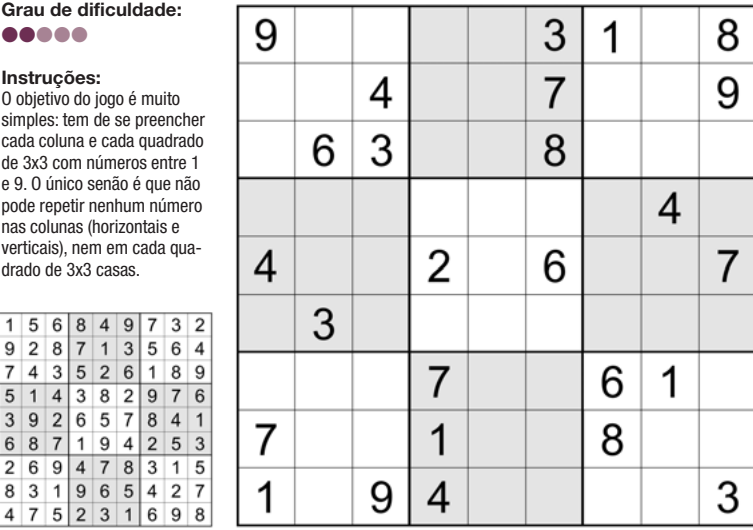 Grau de dificuldade:
Instruções:
O objetivo do jogo é muito
simples: tem de se preencher
cada coluna e cada quadrado
de 3x3 com números entre 1
e 9. O único senão é que não
pode repetir nenhum número
nas colunas (horizontais e
verticais), nem em cada qua-
drado de 3x3 casas.
1 5 6 8 4 9 7 3 2
9 2 8 7 1 3 5 6 4
7 4 3 5 2 6 1 8 9
5 1 4 3 8 2 9 7 6
3 9 2 6 5 7 8 4 1
6 8 7 1 9 4 2 5 3
2 6 9 4 7 8 3 1 5
8 3 1 9 6 5 4 2 7
4 7 5 2 3 1 6 9 8
9 3 1 8
4 7 9
6 3 8
4
4 2 6 7
3
7 6 1
7 1 8
1 9 4 3